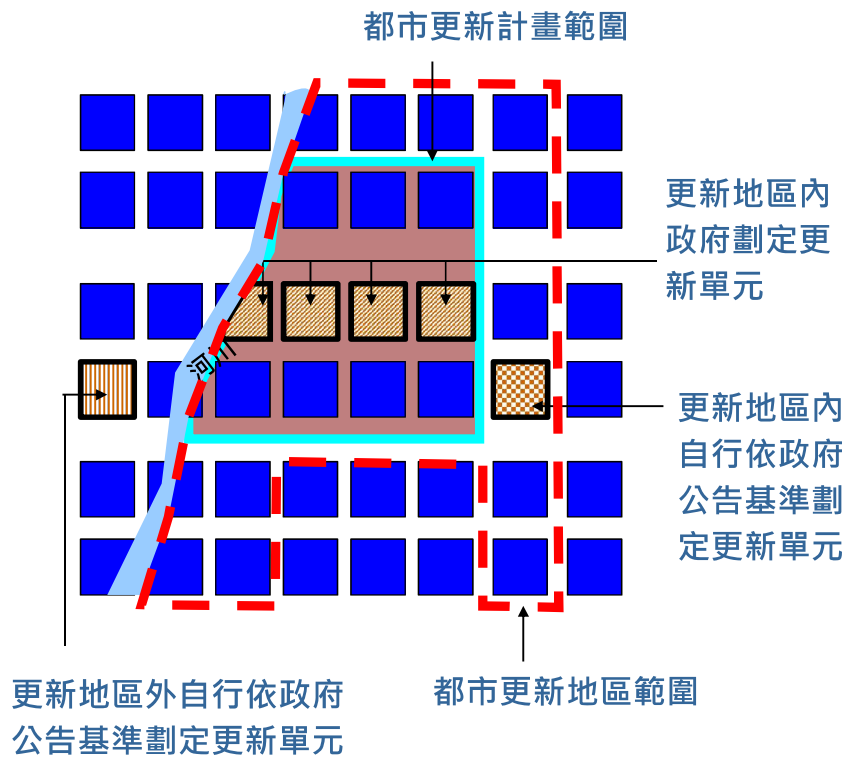 都市更新計畫範圍
更新地區內
政府劃定更
新單元
河川
更新地區內
自行依政府
公告基準劃
定更新單元
更新地區外自行依政府
公告基準劃定更新單元
都市更新地區範圍